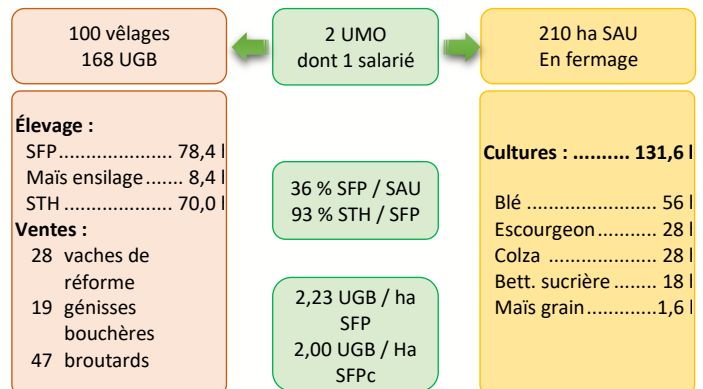 100 vêlages
168 UGB
2 UMO
dont 1 salarié
210 ha SAU
En fermage
Élevage :
SFP...................... 78,4 l
Maïs ensilage....... 8,4 l
STH ..................... 70,0 l
Ventes :
28 vaches de
réforme
19 génisses
bouchères
47 broutards
36 % SFP / SAU
93 % STH / SFP
2,23 UGB / ha
SFP
2,00 UGB / Ha
SFPc
Cultures : .......... 131,6 l
Blé ........................ 56 l
Escourgeon........... 28 l
Colza .................... 28 l
Bett. sucrière ....... 18 l
Maïs grain.............1,6 l